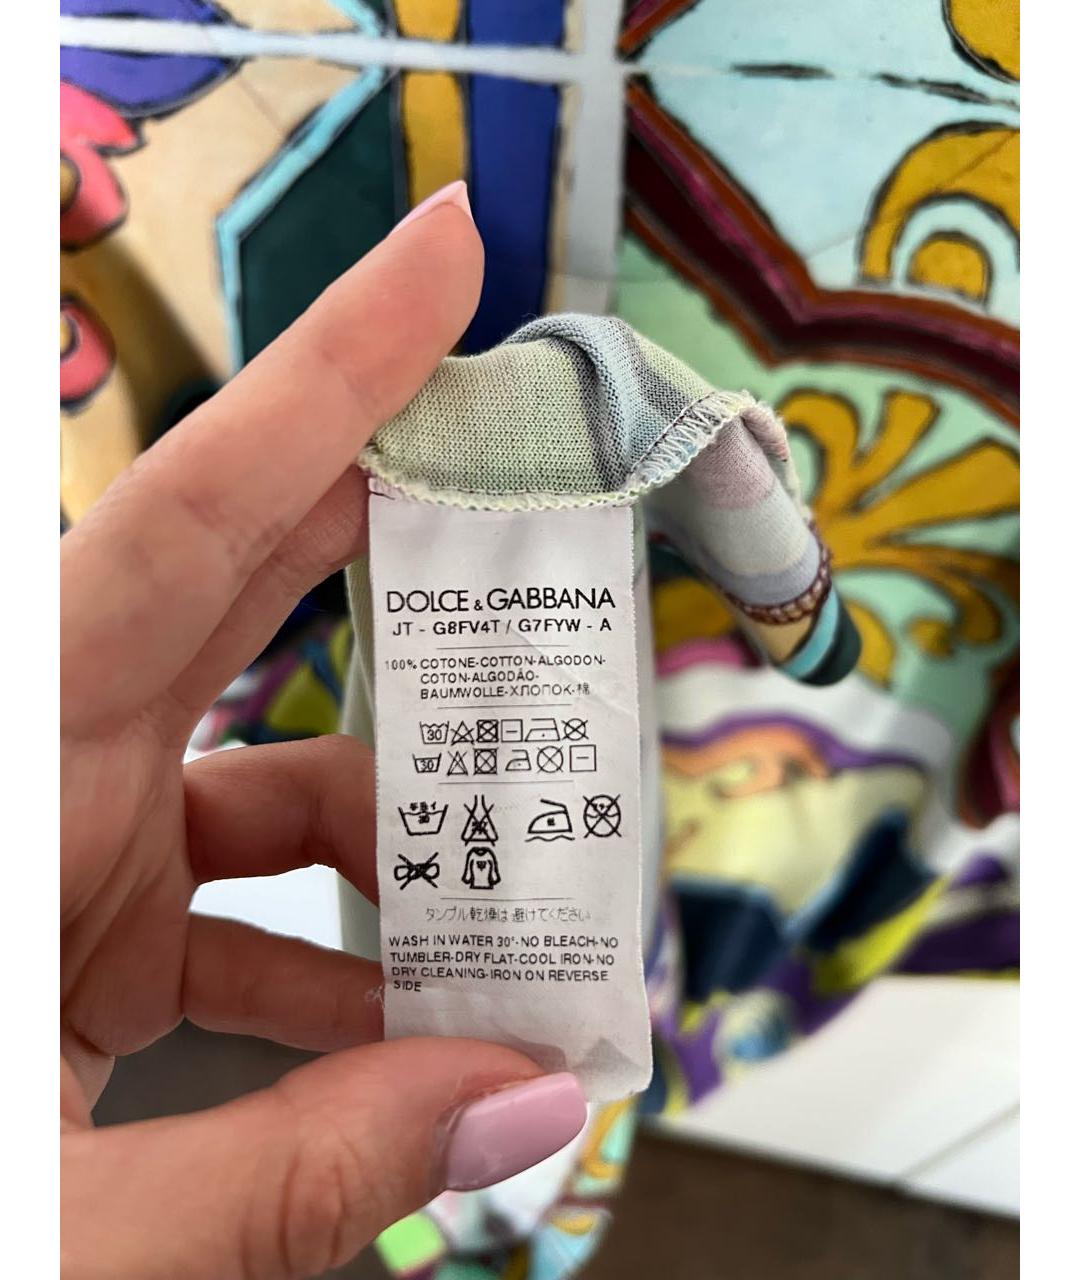 DOLCE & GABBANA
JT - G8FV4T / G7FYW - A
100% COTONE-COTTON-ALGODON-
COTON-ALGODÃO-
BAUMWOLLE-ХЛОПОК-棉
30
30
30
タンブル乾燥は避けてください
WASH IN WATER 30°-NO BLEACH-NO
TUMBLER-DRY FLAT-COOL IRON-NO
DRY CLEANING-IRON ON REVERSE
SIDE